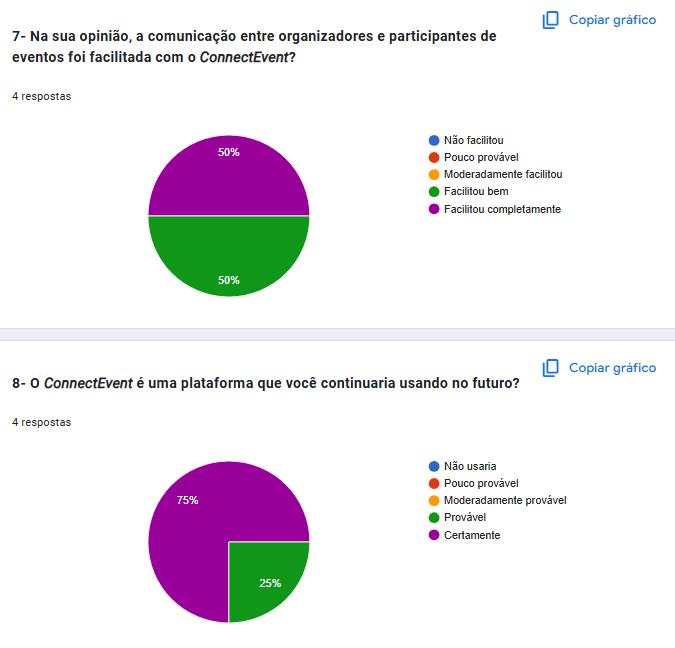 Copiar gráfico
7- Na sua opinião, a comunicação entre organizadores e participantes de
eventos foi facilitada com o ConnectEvent?
4 respostas
50%
50%
Não facilitou
Pouco provável
Moderadamente facilitou
Facilitou bem
Facilitou completamente
Copiar gráfico
8- O ConnectEvent é uma plataforma que você continuaria usando no futuro?
4 respostas
75%
25%
Não usaria
Pouco provável
Moderadamente provável
Provável
Certamente